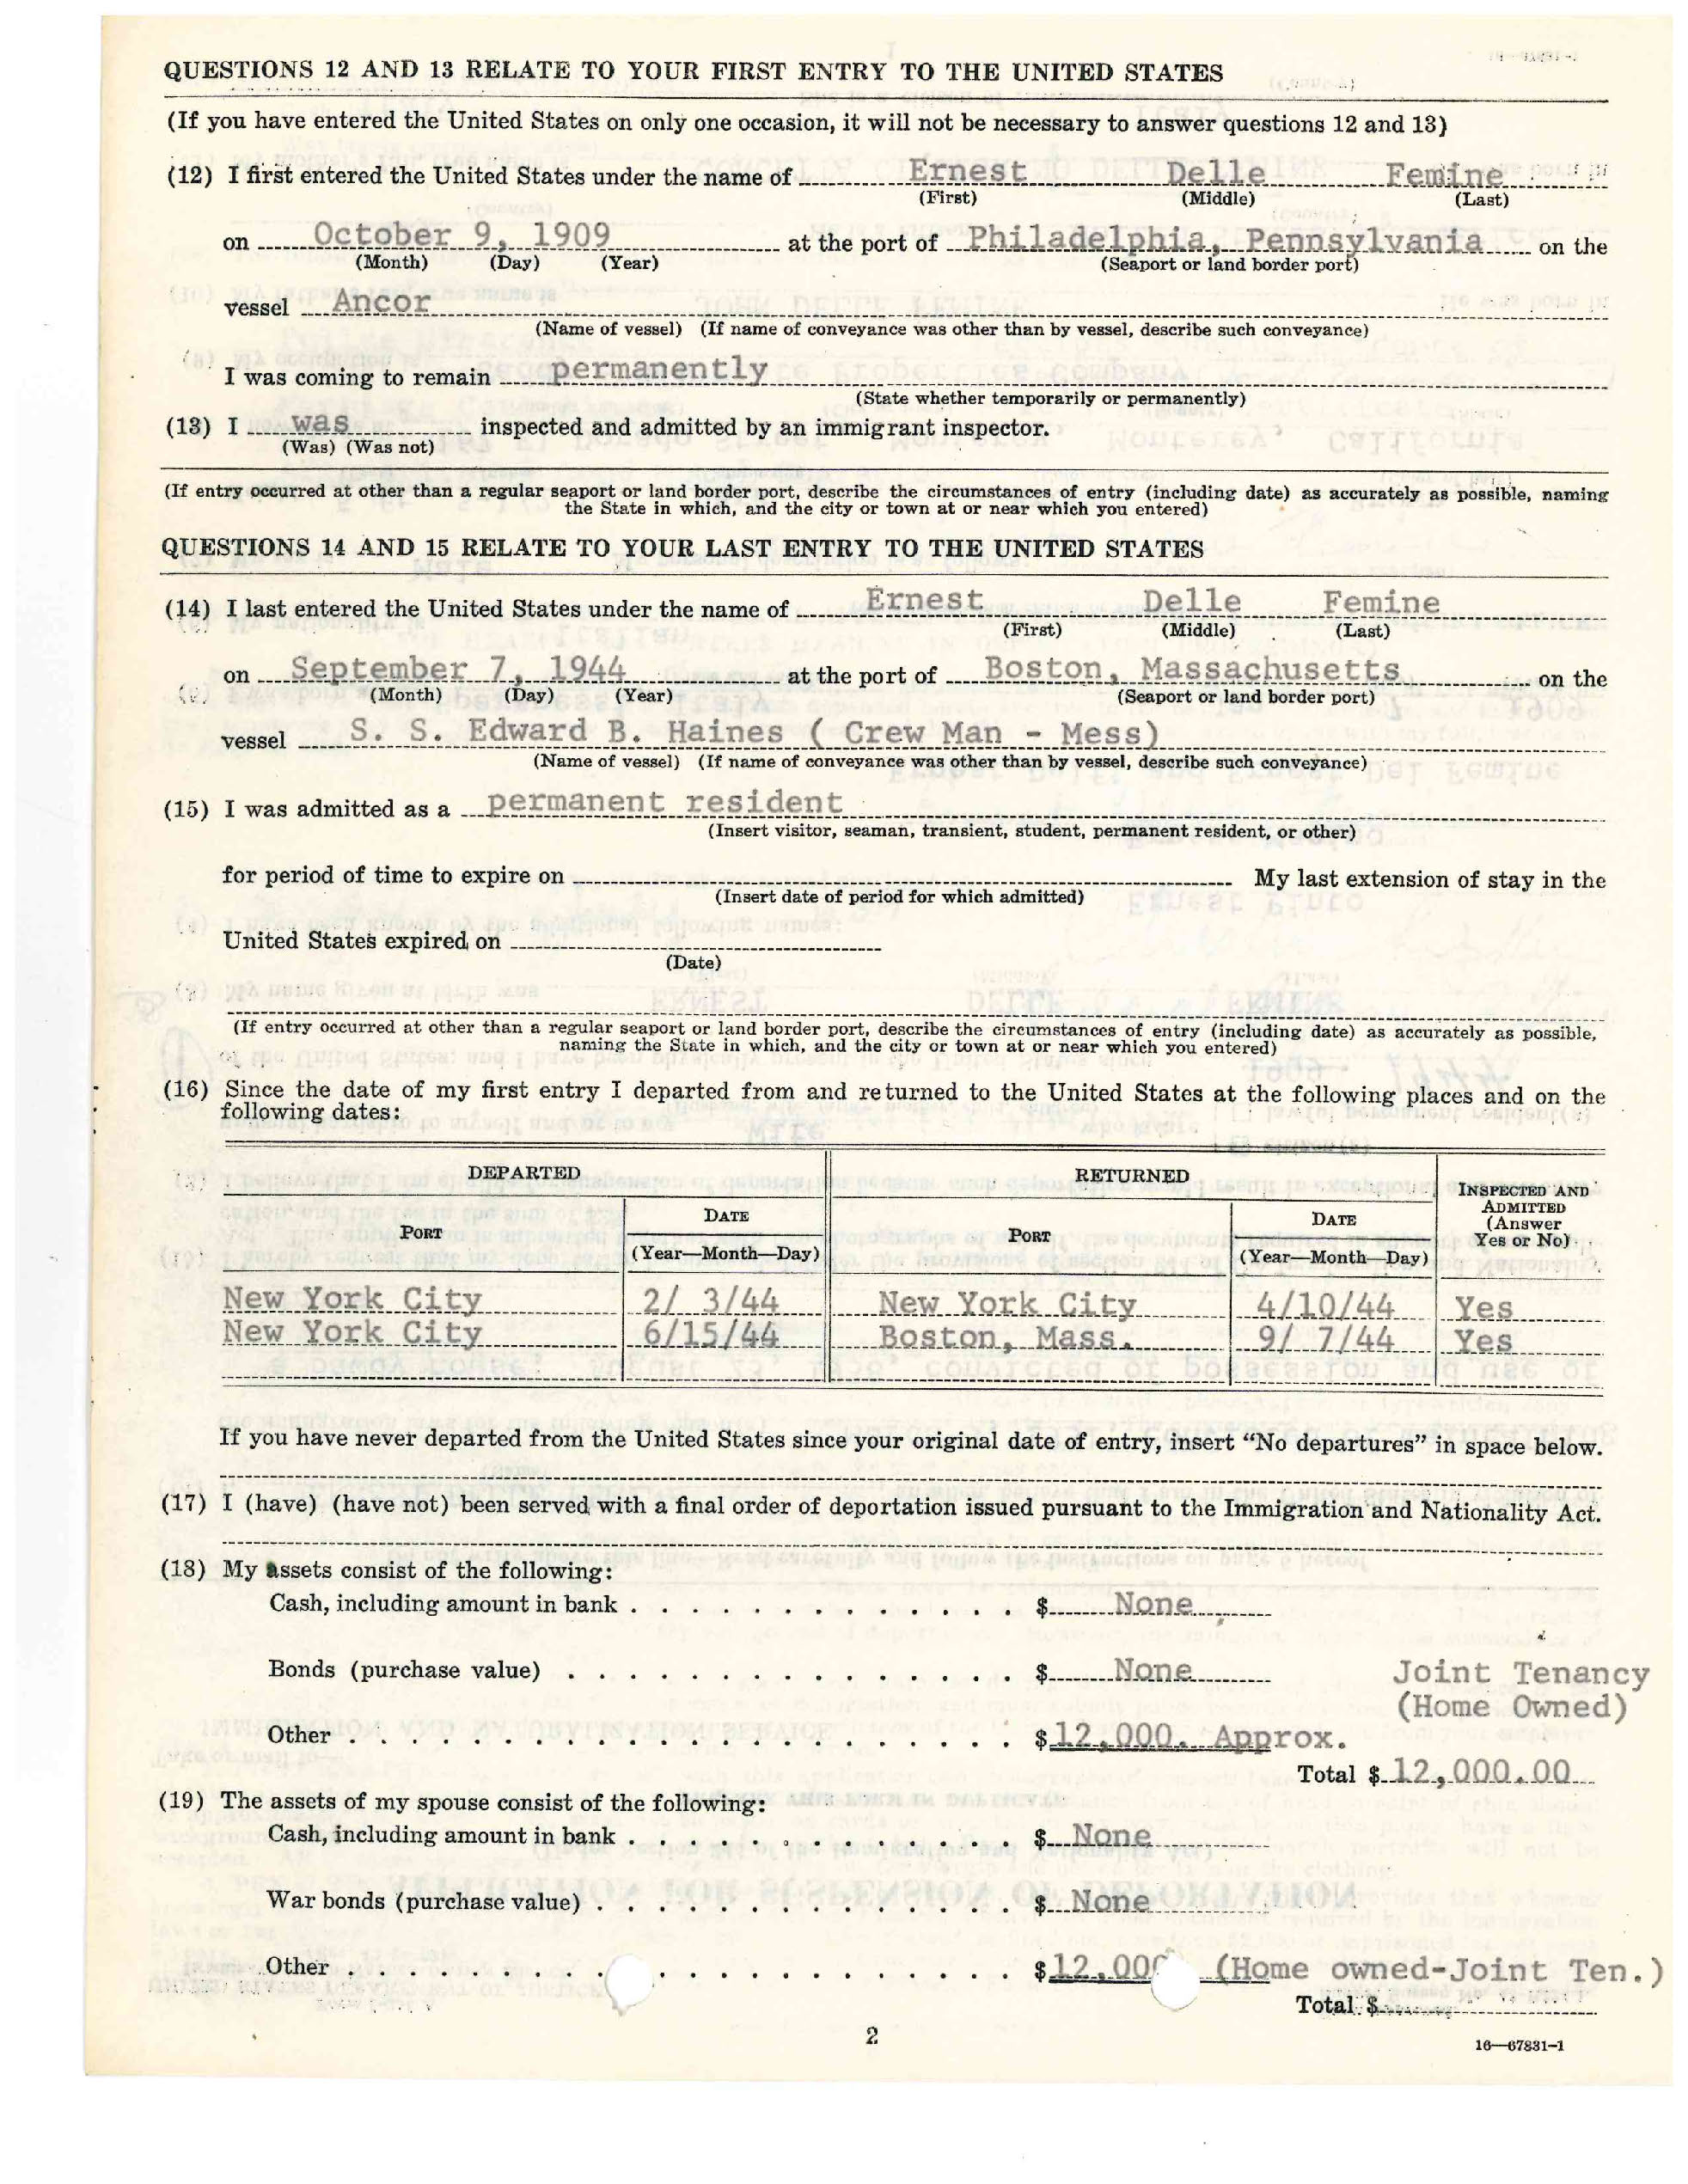 QUESTIONS 12 AND 13 RELATE TO YOUR FIRST ENTRY TO THE UNITED STATES
(If you have entered the United States on only one occasion, it will not be necessary to answer questions 12 and 13)
(12) I first entered the United States under the name of Ernest Delle Femine
(First) (Middle) (Last)
on October 9, 1909 at the port of Philadelphia, Pennsylvania on the
(Month) (Day) (Year) (Seaport or land border port)
vessel Ancor
(Name of vessel) (If name of conveyance was other than by vessel, describe such conveyance)
I was coming to remain permanently
(State whether temporarily or permanently)
(13) I was inspected and admitted by an immigrant inspector.
(Was) (Was not)
(If entry occurred at other than a regular seaport or land border port, describe the circumstances of entry (including date) as accurately as possible, naming
the State in which, and the city or town at or near which you entered)
QUESTIONS 14 AND 15 RELATE TO YOUR LAST ENTRY TO THE UNITED STATES
(14) I last entered the United States under the name of Ernest Delle Femine
(First) (Middle) (Last)
on September 7, 1944 at the port of Boston, Massachusetts on the
(Month) (Day) (Year) (Seaport or land border port)
vessel S. S. Edward B. Haines ( Crew Man - Mess)
(Name of vessel) (If name of conveyance was other than by vessel, describe such conveyance)
(15) I was admitted as a permanent resident
(Insert visitor, seaman, transient, student, permanent resident, or other)
for period of time to expire on My last extension of stay in the
(Insert date of period for which admitted)
United States expired on
(Date)
(If entry occurred at other than a regular seaport or land border port, describe the circumstances of entry (including date) as accurately as possible,
naming the State in which, and the city or town at or near which you entered)
(16) Since the date of my first entry I departed from and returned to the United States at the following places and on the
following dates:
DEPARTED RETURNED INSPECTED AND ADMITTED (Answer Yes or No)
PORT DATE (Year—Month—Day) PORT DATE (Year—Month—Day)
New York City 2/ 3/44 New York City 4/10/44 Yes
New York City 6/15/44 Boston, Mass. 9/ 7/44 Yes
If you have never departed from the United States since your original date of entry, insert “No departures” in space below.
(17) I (have) (have not) been served with a final order of deportation issued pursuant to the Immigration and Nationality Act.
(18) My assets consist of the following:
Cash, including amount in bank . . . . . . . . . . . . . $ None
Bonds (purchase value) . . . . . . . . . . . . . . . $ None Joint Tenancy
(Home Owned)
Other . . . . . . . . . . . . . . . . . . . . . . $ 12,000. Approx.
Total $ 12,000.00
(19) The assets of my spouse consist of the following:
Cash, including amount in bank . . . . . . . . . . . . . $ None
War bonds (purchase value) . . . . . . . . . . . . . . $ None
Other . . . . . . . . . . . . . . . . . . . . . . $ 12,000 (Home owned-Joint Ten.)
Total $
2
16—67831-1